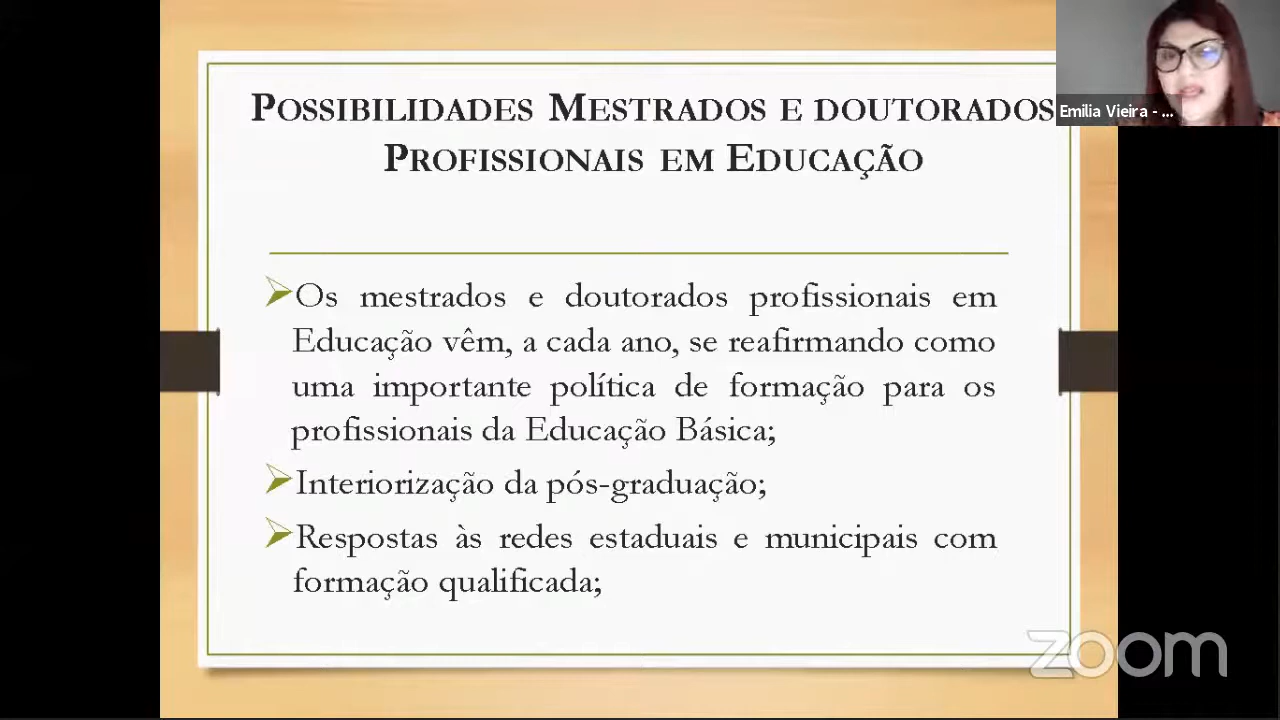 POSSIBILIDADES MESTRADOS E DOUTORADOS
PROFISSIONAIS EM EDUCAÇÃO
Os mestrados e doutorados profissionais em
Educação vêm, a cada ano, se reafirmando como
uma importante política de formação para os
profissionais da Educação Básica;
Interiorização da pós-graduação;
Respostas às redes estaduais e municipais com
formação qualificada;
Emilia Vieira - ...
zoom